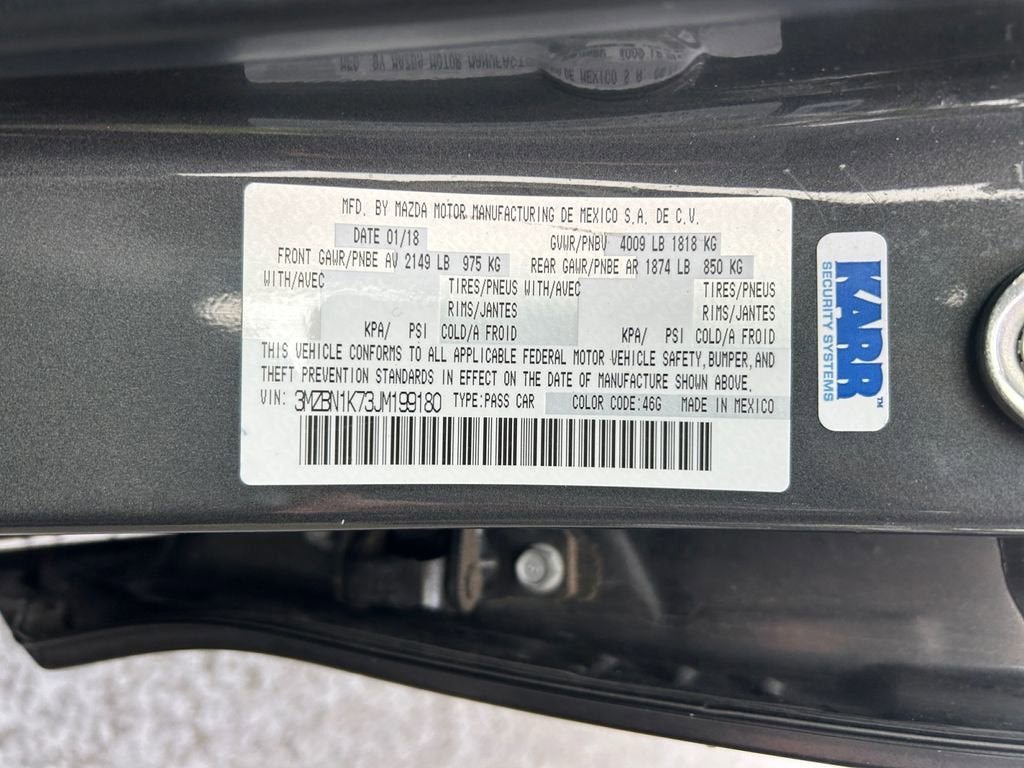 MFD. BY MAZDA MOTOR MANUFACTURING DE MEXICO S.A. DE C.V.
DATE 01/18 GVWR/PNBV 4009 LB 1818 KG
FRONT GAWR/PNBE AV 2149 LB 975 KG REAR GAWR/PNBE AR 1874 LB 850 KG
WITH/AVEC TIRES/PNEUS WITH/AVEC TIRES/PNEUS
RIMS/JANTES RIMS/JANTES
KPA/ PSI COLD/A FROID KPA/ PSI COLD/A FROID
THIS VEHICLE CONFORMS TO ALL APPLICABLE FEDERAL MOTOR VEHICLE SAFETY, BUMPER, AND
THEFT PREVENTION STANDARDS IN EFFECT ON THE DATE OF MANUFACTURE SHOWN ABOVE.
VIN: 3MZBN1K73JM199180 TYPE:PASS CAR COLOR CODE:46G MADE IN MEXICO
KARR™
SECURITY SYSTEMS